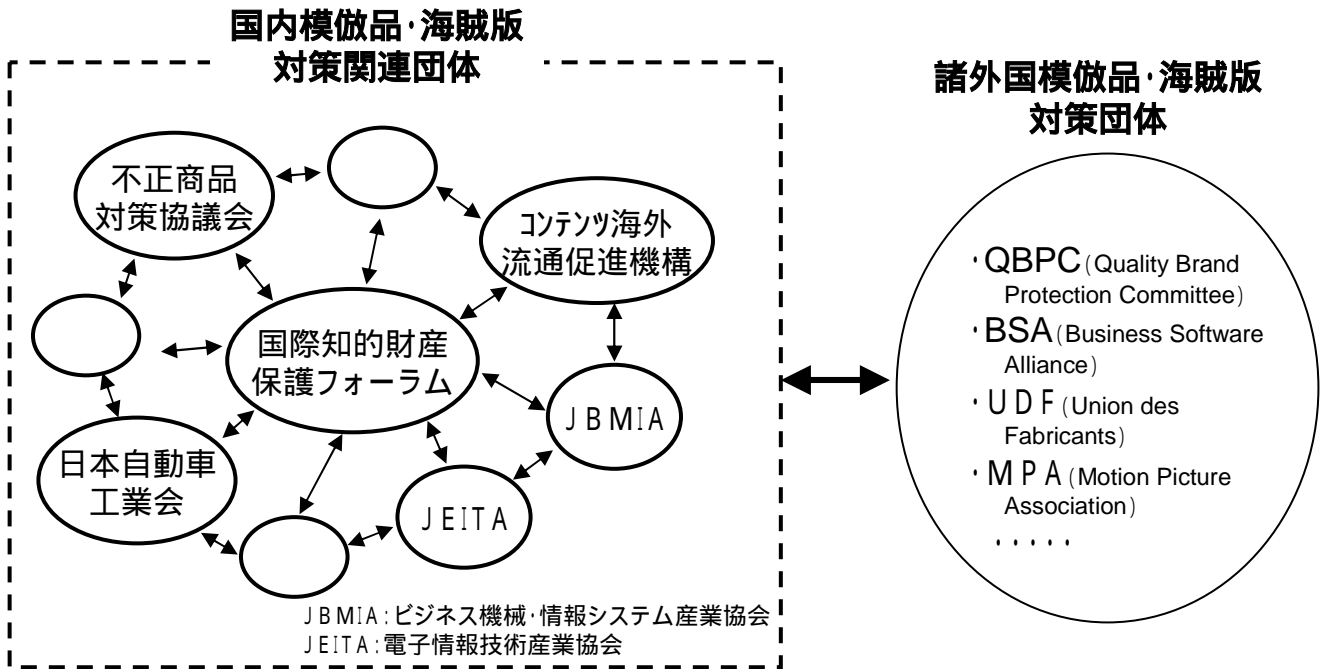 国内模倣品・海賊版
対策関連団体
諸外国模倣品・海賊版
対策団体
不正商品
対策協議会
コンテンツ海外
流通促進機構
国際知的財産
保護フォーラム
ＪＢＭIA
日本自動車
工業会
ＪＥＩＴＡ
ＪＢＭIA：ビジネス機械・情報システム産業協会
ＪＥＩＴＡ：電子情報技術産業協会
・QBPC（Quality Brand
Protection Committee）
・BSA（Business Software
Alliance）
・ＵＤＦ（Union des
Fabricants）
・ＭＰＡ（Motion Picture
Association）
・・・・・